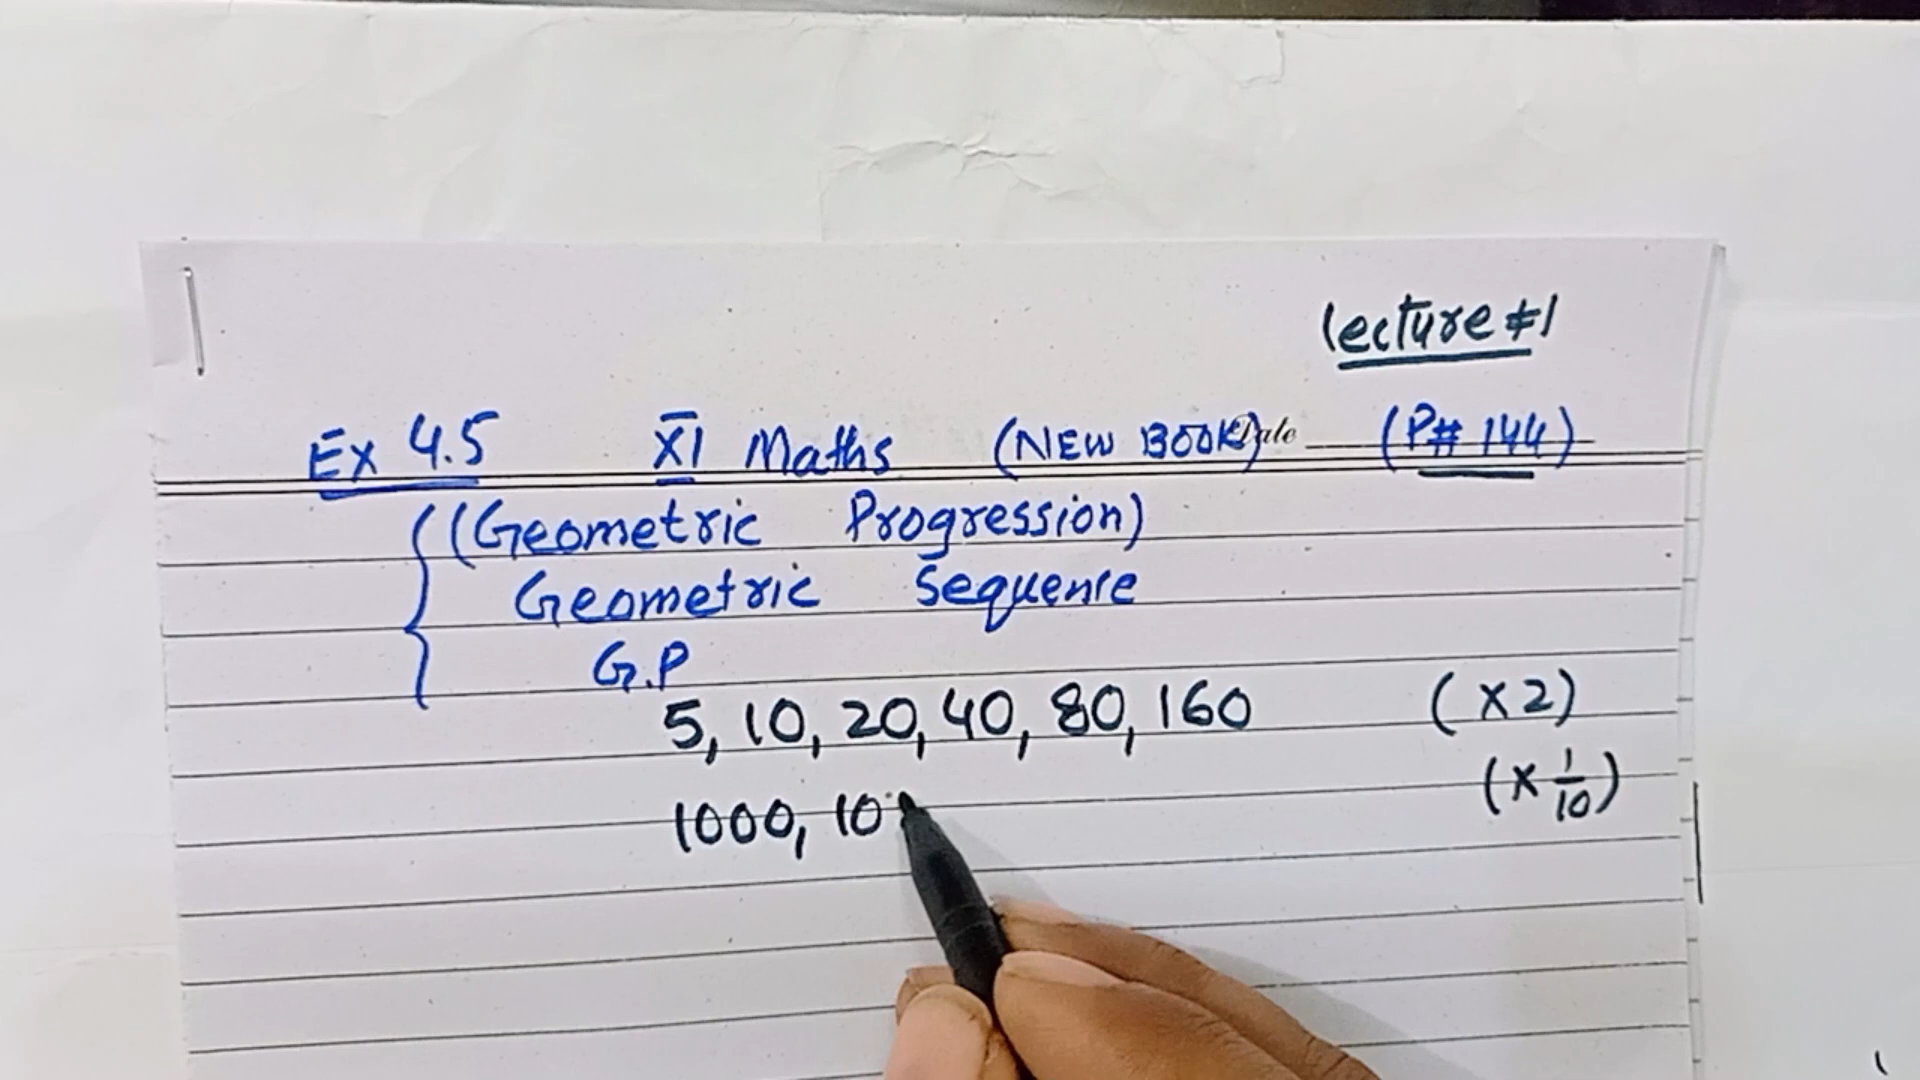 Lecture #1
Ex 4.5 XI Maths (NEW BOOK) Date (P# 144)
(Geometric Progression)
Geometric Sequence
G.P
5, 10, 20, 40, 80, 160 (×2)
1000, 10 (× 1/10)